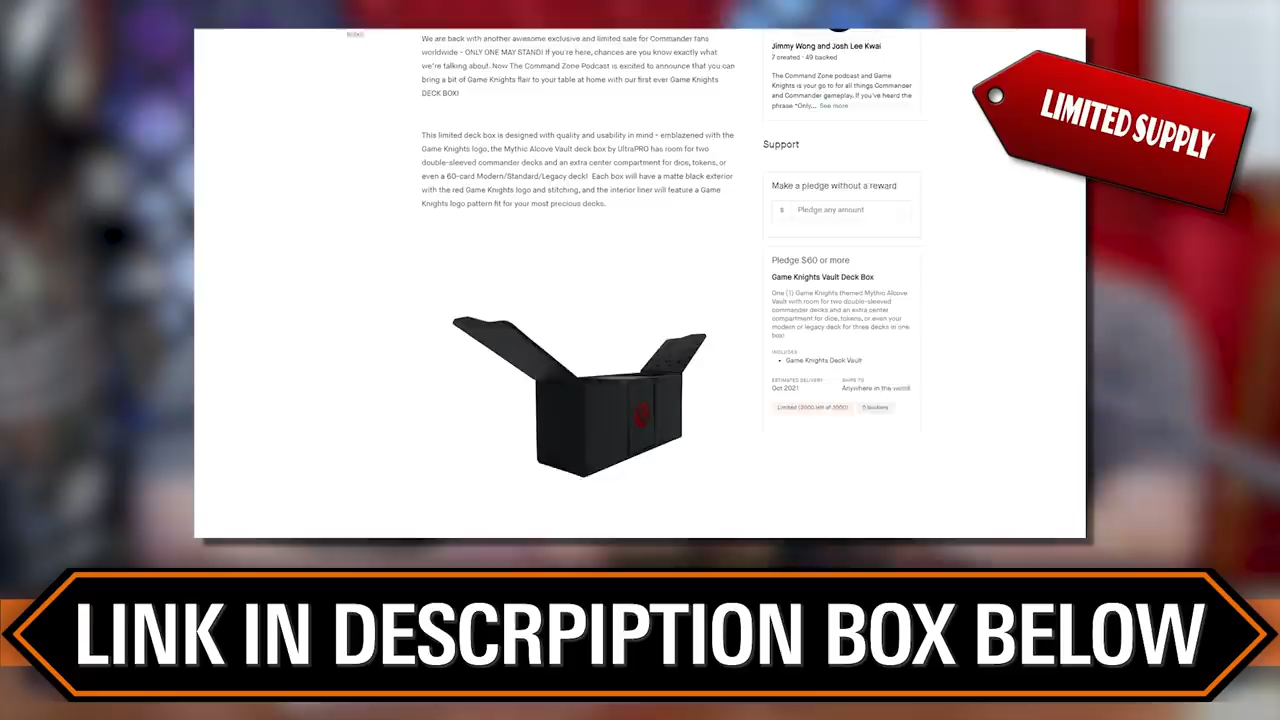 We are back with another awesome exclusive and limited sale for Commander fans
worldwide - ONLY ONE MAY STAND! If you're here, chances are you know exactly what
we're talking about. Now The Command Zone Podcast is excited to announce that you can
bring a bit of Game Knights flair to your table at home with our first ever Game Knights
DECK BOX!
This limited deck box is designed with quality and usability in mind - emblazened with the
Game Knights logo, the Mythic Alcove Vault deck box by UltraPRO has room for two
double-sleeved commander decks and an extra center compartment for dice, tokens, or
even a 60-card Modern/Standard/Legacy deck! Each box will have a matte black exterior
with the red Game Knights logo and stitching, and the interior liner will feature a Game
Knights logo pattern fit for your most precious decks.
Jimmy Wong and Josh Lee Kwai
7 created · 49 backed
The Command Zone podcast and Game
Knights is your go to for all things Commander
and Commander gameplay. If you've heard the
phrase "Only... See more
Support
Make a pledge without a reward
$ Pledge any amount
Pledge $60 or more
Game Knights Vault Deck Box
One (1) Game Knights themed Mythic Alcove
Vault with room for two double-sleeved
commander decks and an extra center
compartment for dice, tokens, or even your
modern or legacy deck for three decks in one
box!
INCLUDES:
• Game Knights Deck Vault
ESTIMATED DELIVERY SHIPS TO
Oct 2021 Anywhere in the world
Limited (3000 left of 3000) 0 backers
LIMITED SUPPLY
LINK IN DESCRPIPTION BOX BELOW